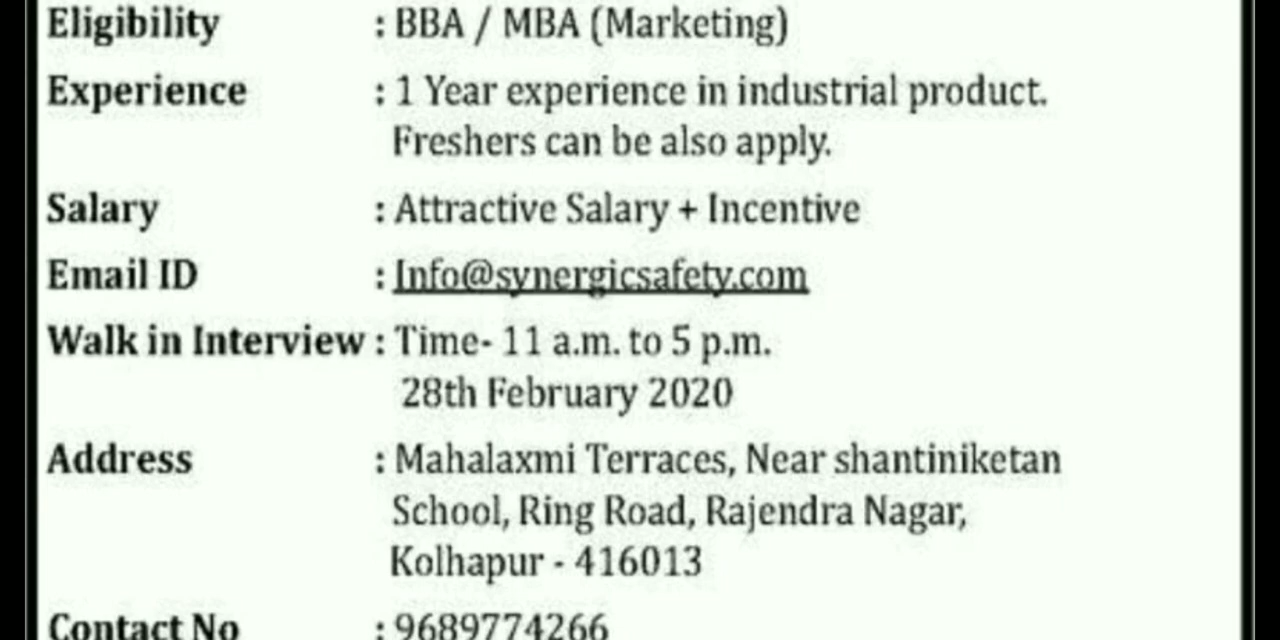 Eligibility : BBA / MBA (Marketing)
Experience : 1 Year experience in industrial product.
Freshers can be also apply.
Salary : Attractive Salary + Incentive
Email ID : Info@synergicsafety.com
Walk in Interview : Time- 11 a.m. to 5 p.m.
28th February 2020
Address : Mahalaxmi Terraces, Near shantiniketan
School, Ring Road, Rajendra Nagar,
Kolhapur - 416013
Contact No : 9689774266